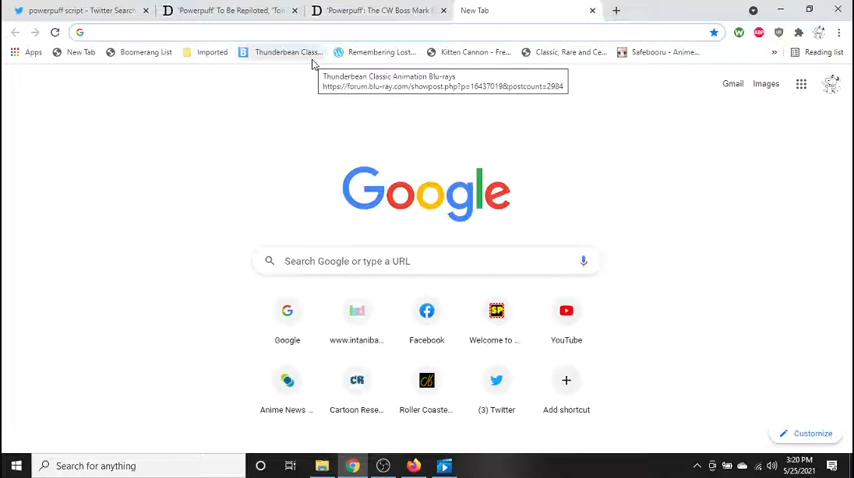 powerpuff script - Twitter Search
'Powerpuff' To Be Repiloted, 'Tom
'Powerpuff': The CW Boss Mark P
New Tab
Apps
New Tab
Boomerang List
Imported
Thunderbean Class...
Remembering Lost...
Kitten Cannon - Fre...
Classic, Rare and Ce...
Safebooru - Anime...
»
Reading list
Thunderbean Classic Animation Blu-rays
https://forum.blu-ray.com/showpost.php?p=16437019&postcount=2984
Gmail
Images
Google
Search Google or type a URL
Google
www.intaniba...
Facebook
Welcome to ...
YouTube
Anime News ...
Cartoon Rese...
Roller Coaste...
(3) Twitter
Add shortcut
Customize
Search for anything
3:20 PM
5/25/2021